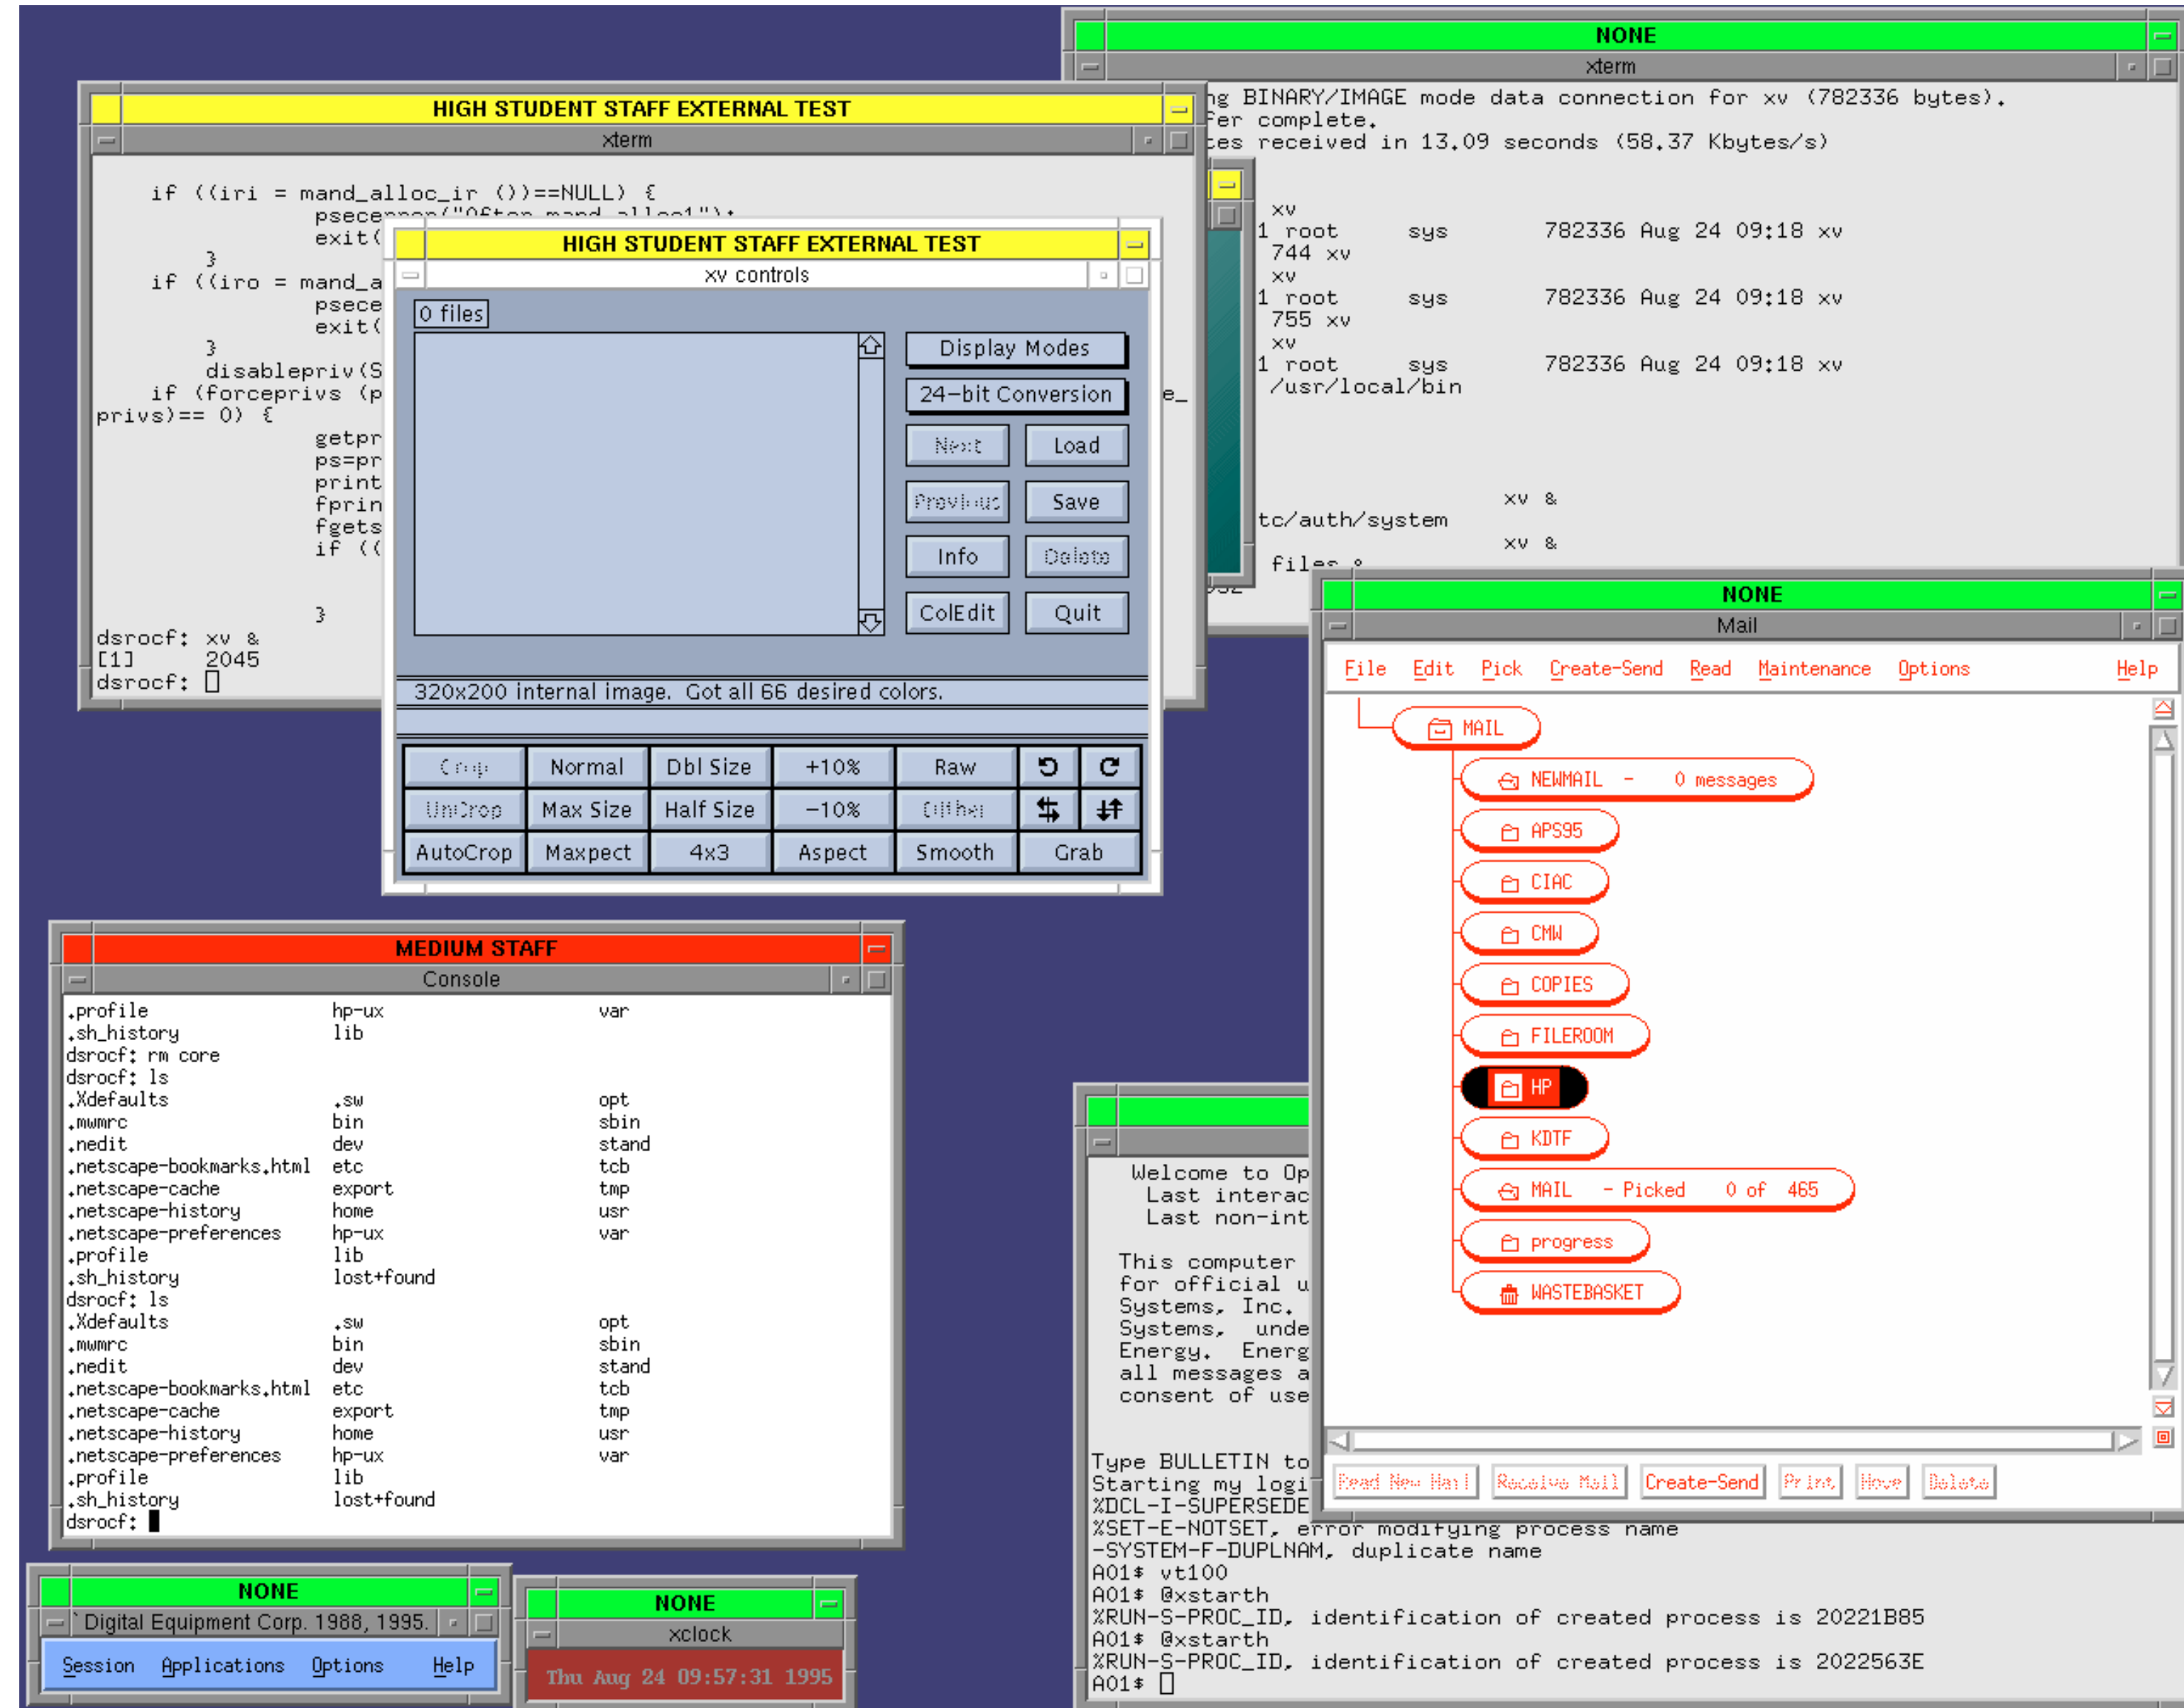 NONE
xterm
ng BINARY/IMAGE mode data connection for xv (782336 bytes).
fer complete.
tes received in 13.09 seconds (58.37 Kbytes/s)
xv
1 root sys 782336 Aug 24 09:18 xv
744 xv
xv
1 root sys 782336 Aug 24 09:18 xv
755 xv
xv
1 root sys 782336 Aug 24 09:18 xv
/usr/local/bin
xv &
tc/auth/system
xv &
files
HIGH STUDENT STAFF EXTERNAL TEST
xterm
if ((iri = mand_alloc_ir ())==NULL) {
psecerror("After mand_alloc1");
exit(
}
if ((iro = mand_a
psece
exit(
}
disablepriv(S
if (forceprivs (p e_
privs)== 0) {
getpr
ps=pr
print
fprin
fgets
if ((
}
dsrocf: xv &
[1] 2045
dsrocf:
HIGH STUDENT STAFF EXTERNAL TEST
xv controls
0 files
Display Modes
24-bit Conversion
Next Load
Previous Save
Info Delete
ColEdit Quit
320x200 internal image. Got all 66 desired colors.
Crop Normal Dbl Size +10% Raw
UnCrop Max Size Half Size -10% Dither
AutoCrop Maxpect 4x3 Aspect Smooth Grab
NONE
Mail
File Edit Pick Create-Send Read Maintenance Options Help
MAIL
NEWMAIL - 0 messages
APS95
CIAC
CMW
COPIES
FILEROOM
HP
KDTF
MAIL - Picked 0 of 465
progress
WASTEBASKET
Read New Mail Receive Mail Create-Send Print Move Delete
MEDIUM STAFF
Console
.profile hp-ux var
.sh_history lib
dsrocf: rm core
dsrocf: ls
.Xdefaults .sw opt
.mwmrc bin sbin
.nedit dev stand
.netscape-bookmarks.html etc tcb
.netscape-cache export tmp
.netscape-history home usr
.netscape-preferences hp-ux var
.profile lib
.sh_history lost+found
dsrocf: ls
.Xdefaults .sw opt
.mwmrc bin sbin
.nedit dev stand
.netscape-bookmarks.html etc tcb
.netscape-cache export tmp
.netscape-history home usr
.netscape-preferences hp-ux var
.profile lib
.sh_history lost+found
dsrocf:
Welcome to Op
Last interac
Last non-int
This computer
for official u
Systems, Inc.
Systems, unde
Energy. Energ
all messages a
consent of use
Type BULLETIN to
Starting my logi
%DCL-I-SUPERSEDE
%SET-E-NOTSET, error modifying process name
-SYSTEM-F-DUPLNAM, duplicate name
A01$ vt100
A01$ @xstarth
%RUN-S-PROC_ID, identification of created process is 20221B85
A01$ @xstarth
%RUN-S-PROC_ID, identification of created process is 2022563E
A01$
NONE
` Digital Equipment Corp. 1988, 1995.
Session Applications Options Help
NONE
xclock
Thu Aug 24 09:57:31 1995